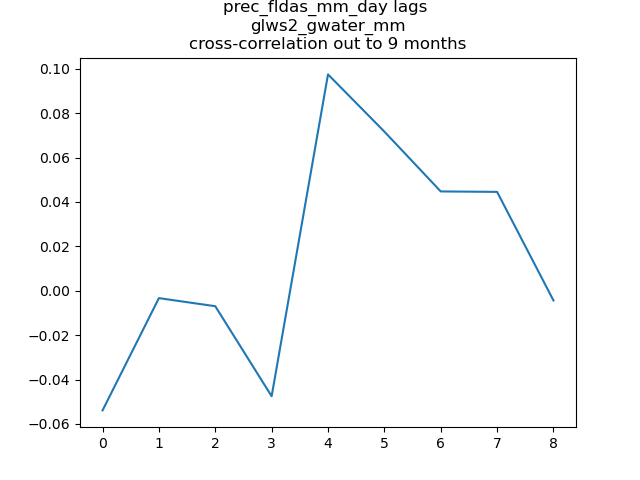 prec_fldas_mm_day lags
glws2_gwater_mm
cross-correlation out to 9 months
0.10
0.08
0.06
0.04
0.02
0.00
−0.02
−0.04
−0.06
0 1 2 3 4 5 6 7 8